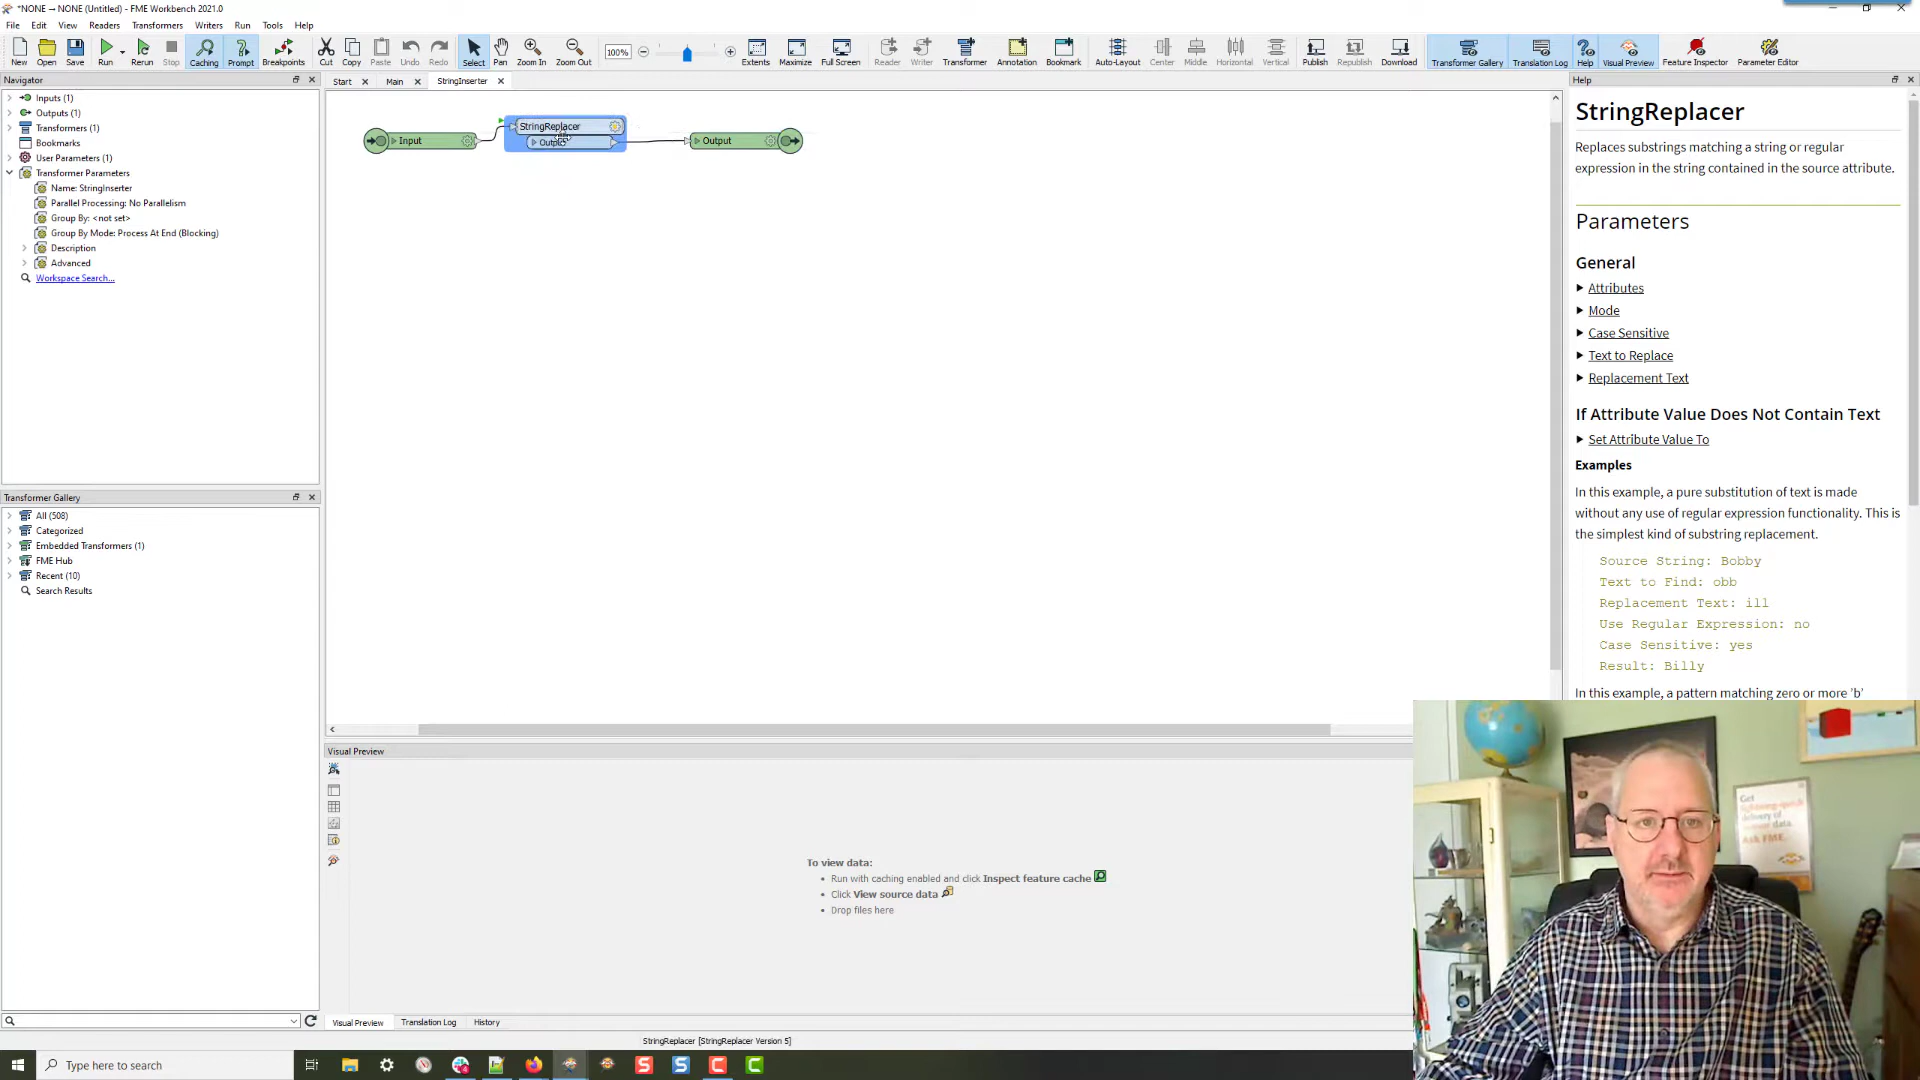 *NONE → NONE (Untitled) - FME Workbench 2021.0
File Edit View Readers Transformers Writers Run Tools Help
New Open Save Run Rerun Stop Caching Prompt Breakpoints Cut Copy Paste Undo Redo Select Pan Zoom In Zoom Out 100% Extents Maximize Full Screen Reader Writer Transformer Annotation Bookmark Auto-Layout Center Middle Horizontal Vertical Publish Republish Download Transformer Gallery Translation Log Help Visual Preview Feature Inspector Parameter Editor
Navigator
Inputs (1)
Outputs (1)
Transformers (1)
Bookmarks
User Parameters (1)
Transformer Parameters
Name: StringInserter
Parallel Processing: No Parallelism
Group By: <not set>
Group By Mode: Process At End (Blocking)
Description
Advanced
Workspace Search...
Transformer Gallery
All (508)
Categorized
Embedded Transformers (1)
FME Hub
Recent (10)
Search Results
Start Main StringInserter
Input
StringReplacer
Output
Output
Visual Preview
To view data:
Run with caching enabled and click Inspect feature cache
Click View source data
Drop files here
Visual Preview Translation Log History
StringReplacer [StringReplacer Version 5]
Help
StringReplacer
Replaces substrings matching a string or regular
expression in the string contained in the source attribute.
Parameters
General
Attributes
Mode
Case Sensitive
Text to Replace
Replacement Text
If Attribute Value Does Not Contain Text
Set Attribute Value To
Examples
In this example, a pure substitution of text is made
without any use of regular expression functionality. This is
the simplest kind of substring replacement.
Source String: Bobby
Text to Find: obb
Replacement Text: ill
Use Regular Expression: no
Case Sensitive: yes
Result: Billy
In this example, a pattern matching zero or more 'b'
Get
lightning-quick
delivery of
data.
Ask FME.
Type here to search